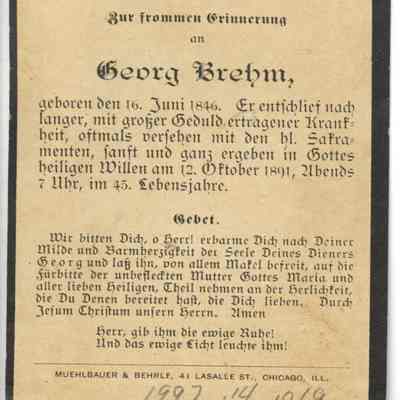 Zur frommen Erinnerung
an
Georg Brehm,
geboren den 16. Juni 1846. Er entschlief nach
langer, mit großer Geduld ertragener Krank-
heit, oftmals versehen mit den hl. Sakra-
menten, sanft und ganz ergeben in Gottes
heiligen Willen am 12. Oktober 1891, Abends
7 Uhr, im 45. Lebensjahre.
Gebet.
Wir bitten Dich, o Herr! erbarme Dich nach Deiner
Milde und Barmherzigkeit der Seele Deines Dieners
Georg und laß ihn, von allem Makel befreit, auf die
Fürbitte der unbefleckten Mutter Gottes Maria und
aller lieben Heiligen, Theil nehmen an der Herlichkeit,
die Du Denen bereitet hast, die Dich lieben. Durch
Jesum Christum unsern Herrn. Amen
Herr, gib ihm die ewige Ruhe!
Und das ewige Licht leuchte ihm!
MUEHLBAUER & BEHRLE, 41 LASALLE ST., CHICAGO, ILL.
1997 .14 .019